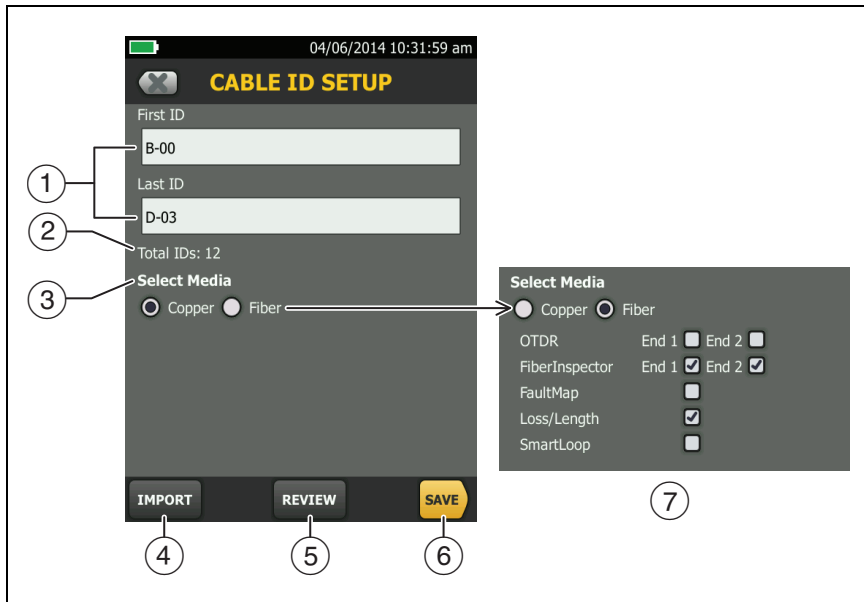 04/06/2014 10:31:59 am
CABLE ID SETUP
First ID
B-00
1
Last ID
D-03
2
Total IDs: 12
3
Select Media
Copper Fiber
IMPORT REVIEW SAVE
4 5 6
Select Media
Copper Fiber
OTDR End 1 End 2
FiberInspector End 1 End 2
FaultMap
Loss/Length
SmartLoop
7